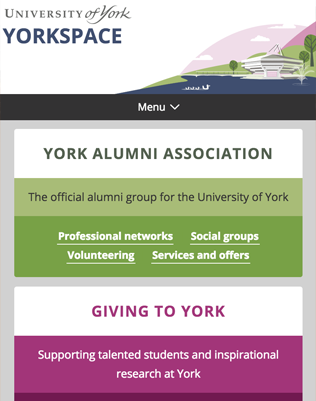 UNIVERSITY of York
YORKSPACE
Menu
YORK ALUMNI ASSOCIATION
The official alumni group for the University of York
Professional networks Social groups
Volunteering Services and offers
GIVING TO YORK
Supporting talented students and inspirational
research at York